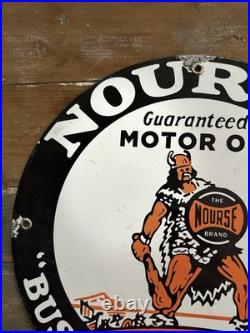 NOUR
Guaranteed
MOTOR O
THE
NOURSE
BRAND
"BUS